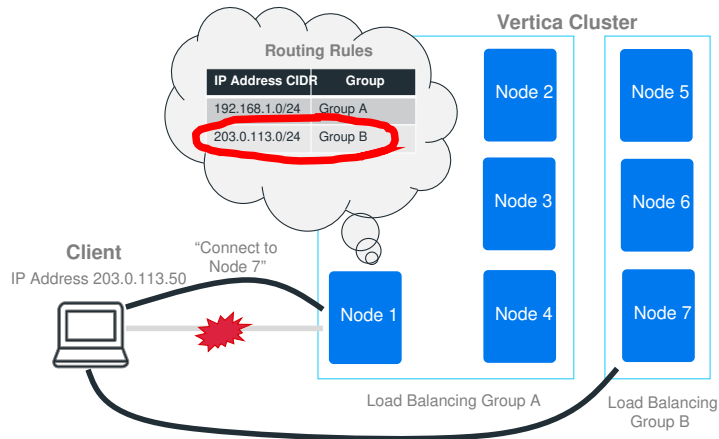 Vertica Cluster
Routing Rules
IP Address CIDR Group
192.168.1.0/24 Group A
203.0.113.0/24 Group B
Node 2
Node 5
Node 3
Node 6
Client
IP Address 203.0.113.50
“Connect to
Node 7”
Node 1
Node 4
Node 7
Load Balancing Group A
Load Balancing
Group B